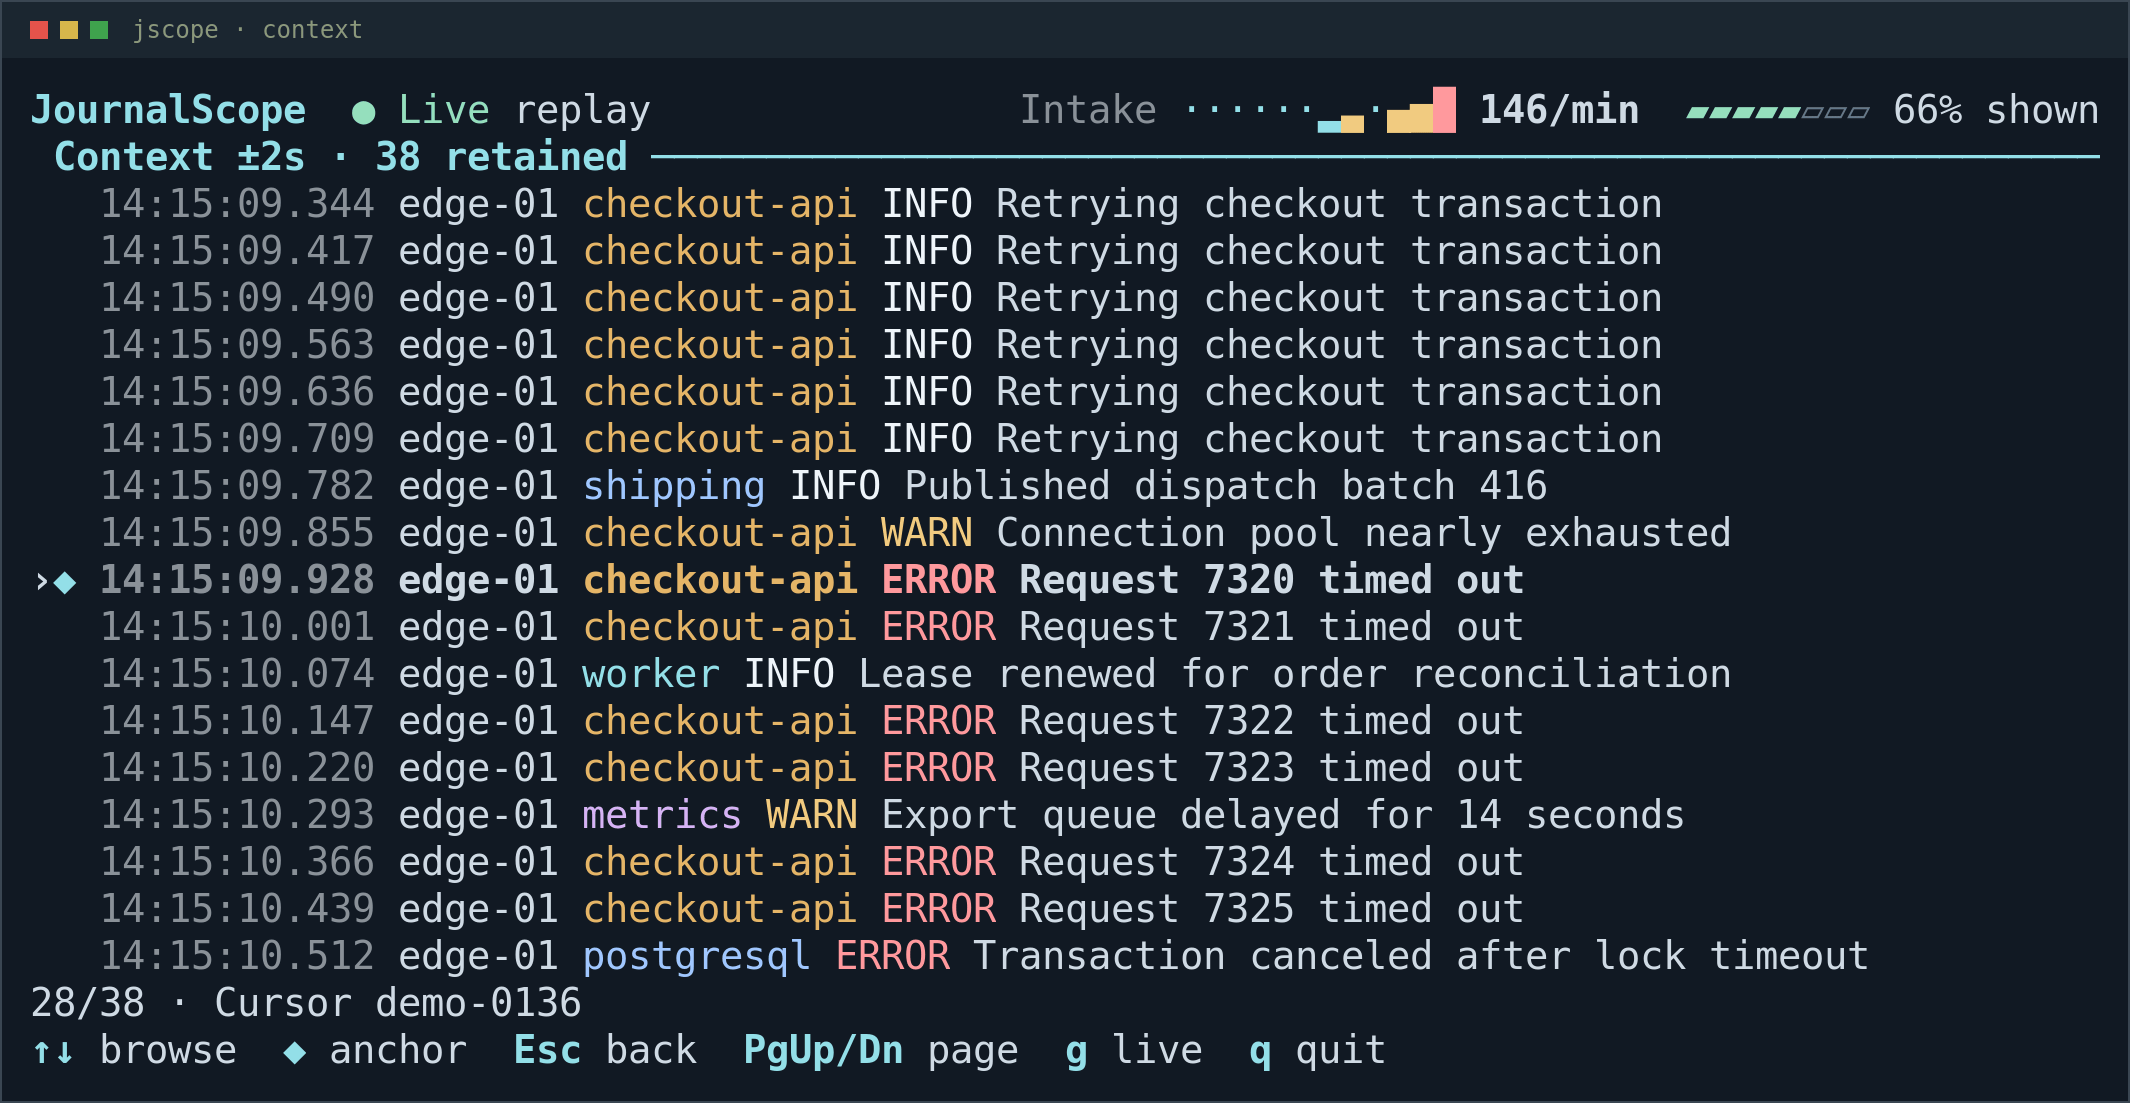 jscope · context
JournalScope ● Live replay Intake ······▂▃·▄▅█ 146/min ▰▰▰▰▰▱▱▱ 66% shown
Context ±2s · 38 retained
14:15:09.344 edge-01 checkout-api INFO Retrying checkout transaction
14:15:09.417 edge-01 checkout-api INFO Retrying checkout transaction
14:15:09.490 edge-01 checkout-api INFO Retrying checkout transaction
14:15:09.563 edge-01 checkout-api INFO Retrying checkout transaction
14:15:09.636 edge-01 checkout-api INFO Retrying checkout transaction
14:15:09.709 edge-01 checkout-api INFO Retrying checkout transaction
14:15:09.782 edge-01 shipping INFO Published dispatch batch 416
14:15:09.855 edge-01 checkout-api WARN Connection pool nearly exhausted
›◆ 14:15:09.928 edge-01 checkout-api ERROR Request 7320 timed out
14:15:10.001 edge-01 checkout-api ERROR Request 7321 timed out
14:15:10.074 edge-01 worker INFO Lease renewed for order reconciliation
14:15:10.147 edge-01 checkout-api ERROR Request 7322 timed out
14:15:10.220 edge-01 checkout-api ERROR Request 7323 timed out
14:15:10.293 edge-01 metrics WARN Export queue delayed for 14 seconds
14:15:10.366 edge-01 checkout-api ERROR Request 7324 timed out
14:15:10.439 edge-01 checkout-api ERROR Request 7325 timed out
14:15:10.512 edge-01 postgresql ERROR Transaction canceled after lock timeout
28/38 · Cursor demo-0136
↑↓ browse ◆ anchor Esc back PgUp/Dn page g live q quit